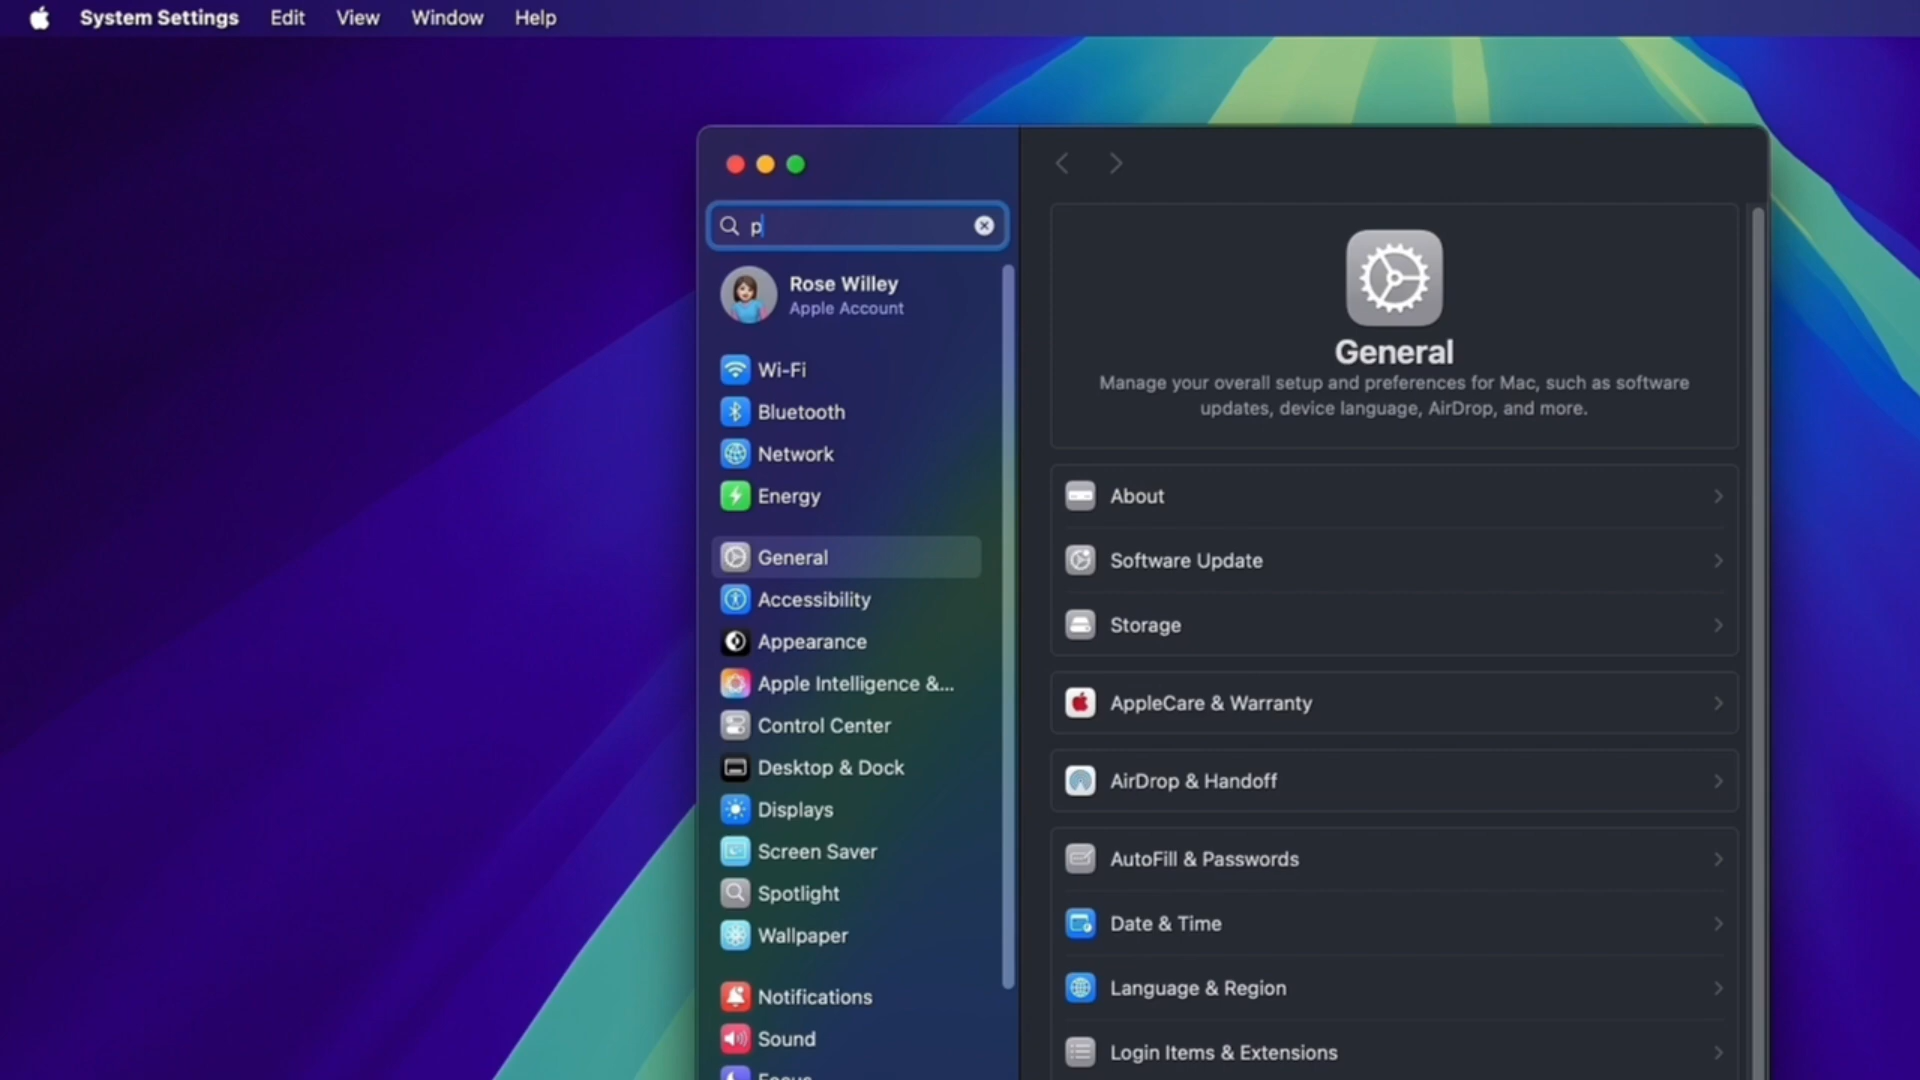 System Settings Edit View Window Help
p
Rose Willey
Apple Account
Wi-Fi
Bluetooth
Network
Energy
General
Accessibility
Appearance
Apple Intelligence &...
Control Center
Desktop & Dock
Displays
Screen Saver
Spotlight
Wallpaper
Notifications
Sound
Focus
General
Manage your overall setup and preferences for Mac, such as software
updates, device language, AirDrop, and more.
About
Software Update
Storage
AppleCare & Warranty
AirDrop & Handoff
AutoFill & Passwords
Date & Time
Language & Region
Login Items & Extensions